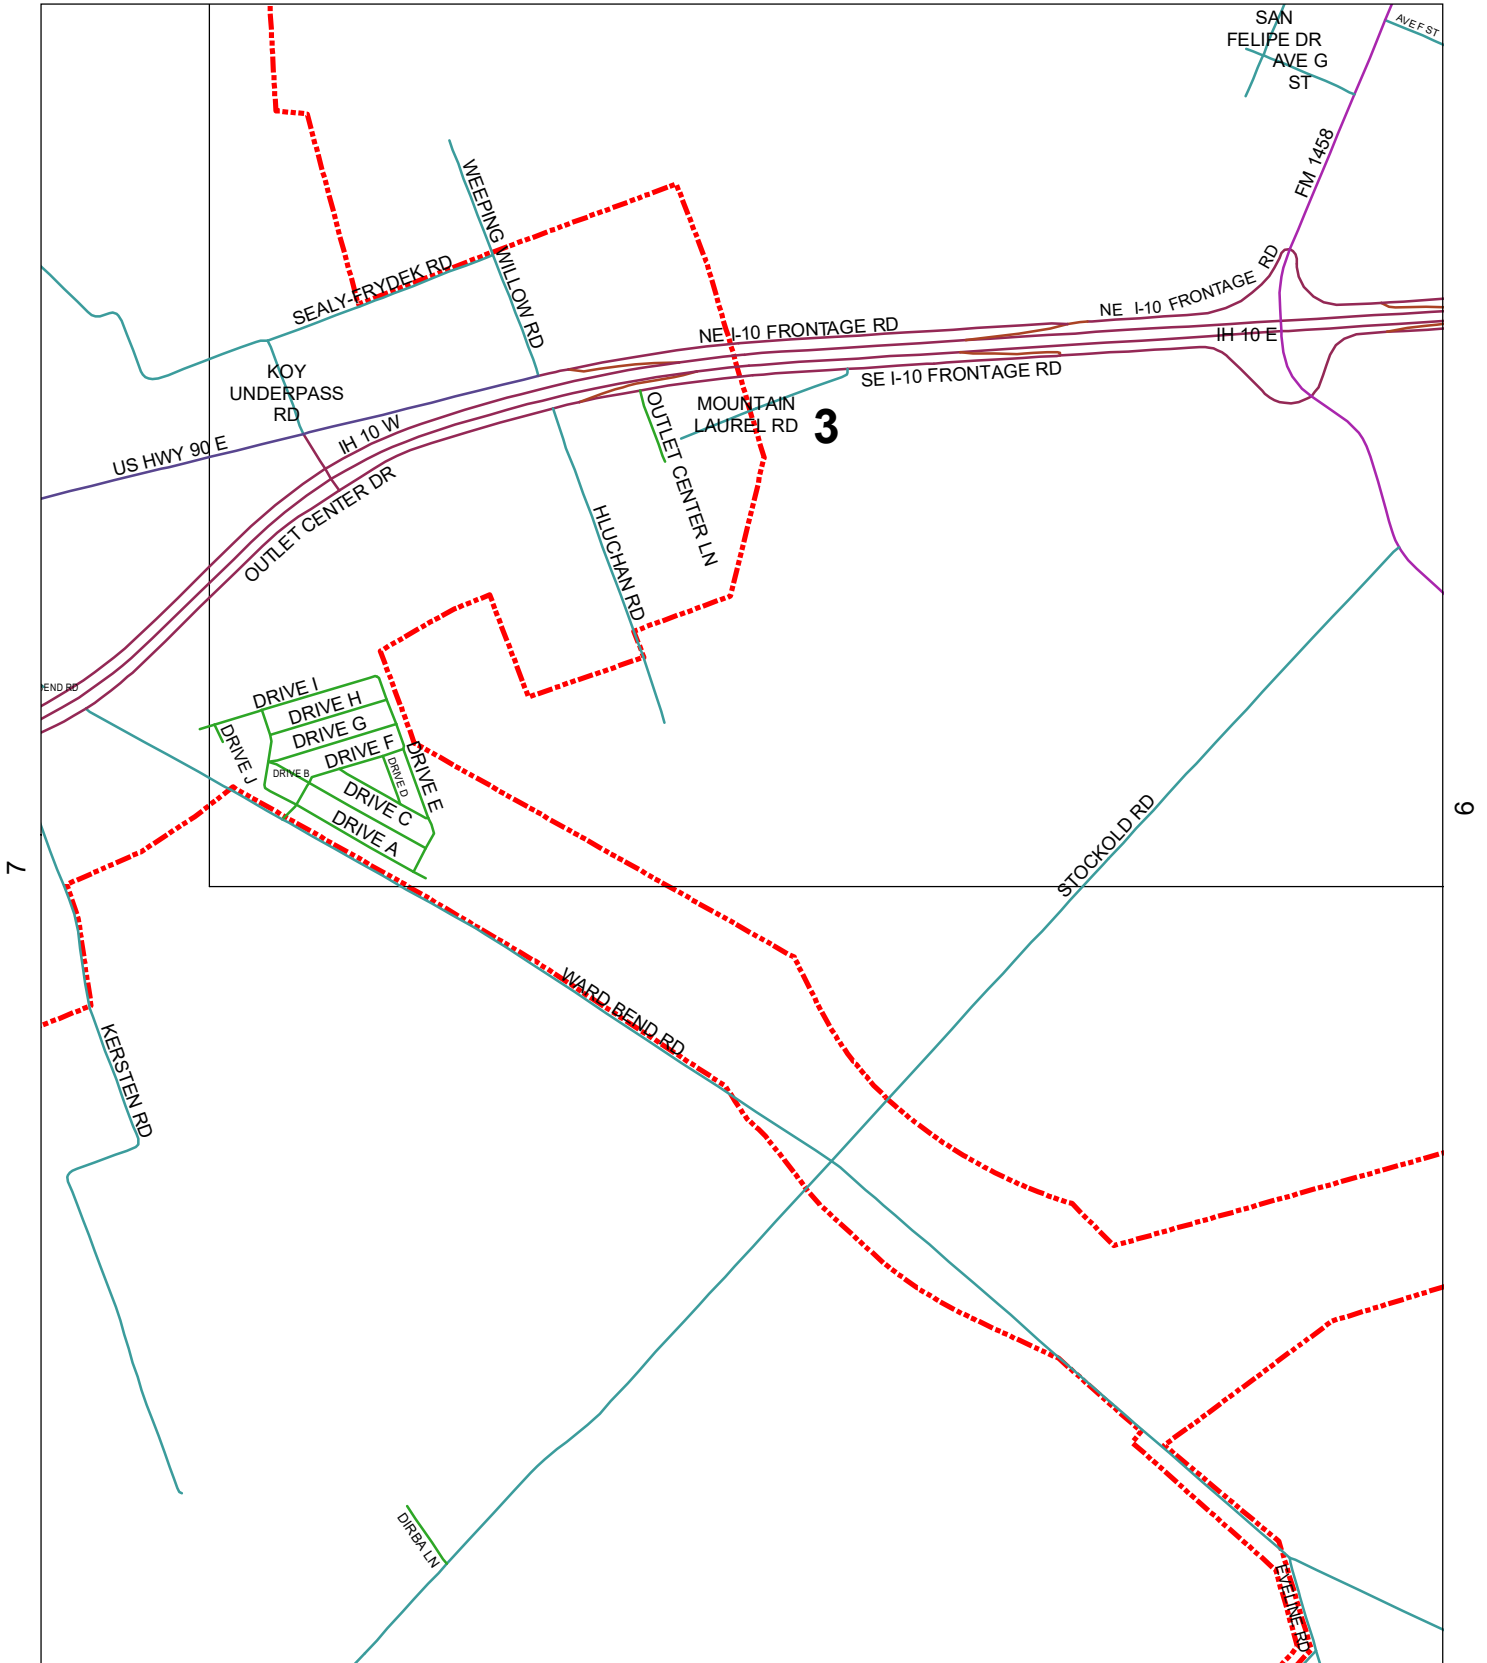 SAN
FELIPE DR
AVE F ST
AVE G
ST
FM 1458
WEEPING WILLOW RD
SEALY-FRYDEK RD
NE I-10 FRONTAGE RD
NE I-10 FRONTAGE RD
IH 10 E
KOY
UNDERPASS
RD
SE I-10 FRONTAGE RD
MOUNTAIN
LAUREL RD
3
US HWY 90 E
IH 10 W
OUTLET CENTER DR
OUTLET CENTER LN
HLUCHAN RD
END RD
DRIVE I
DRIVE H
DRIVE G
DRIVE F
DRIVE J
DRIVE B
DRIVE D
DRIVE E
DRIVE C
DRIVE A
STOCKOLD RD
6
7
WARD BEND RD
KERSTEN RD
DIRBA LN
EVELINE RD